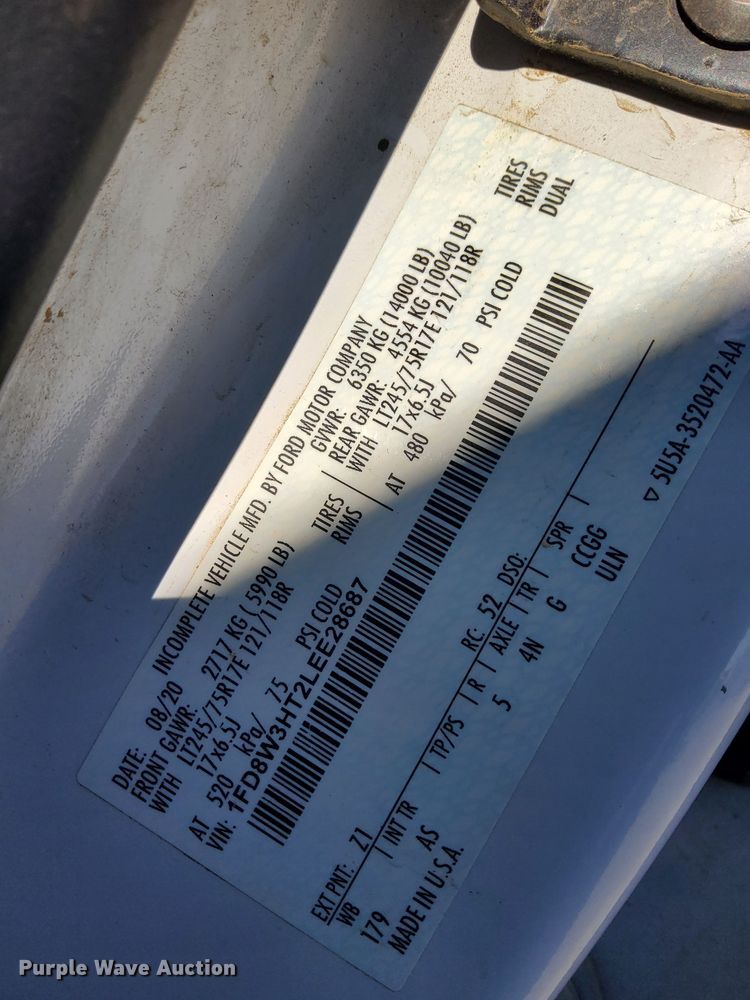 INCOMPLETE VEHICLE MFD. BY FORD MOTOR COMPANY
DATE: 08/20 GVWR: 6350 KG (14000 LB)
FRONT GAWR: 2717 KG ( 5990 LB) REAR GAWR: 4554 KG (10040 LB)
WITH LT245/75R17E 121/118R TIRES WITH LT245/75R17E 121/118R TIRES
17x6.5J RIMS 17x6.5J RIMS
AT 520 kPa/ 75 PSI COLD AT 480 kPa/ 70 PSI COLD DUAL
VIN: 1FD8W3HT2LEE28687
EXT PNT: Z1 RC: 52 DSO:
WB INT TR TP/PS R AXLE TR SPR
179 AS 5 4N G CCGG
MADE IN U.S.A. ULN
▽ 5U5A-3520472-AA
Purple Wave Auction